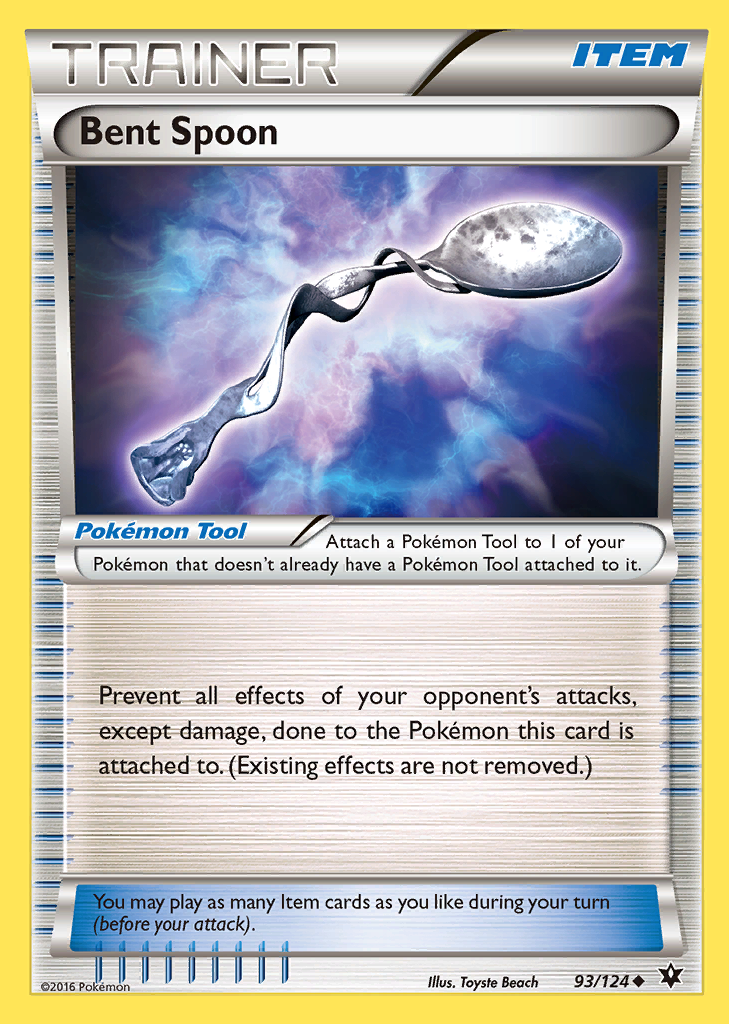 TRAINER
ITEM
Bent Spoon
Pokémon Tool
Attach a Pokémon Tool to 1 of your
Pokémon that doesn't already have a Pokémon Tool attached to it.
Prevent all effects of your opponent's attacks,
except damage, done to the Pokémon this card is
attached to. (Existing effects are not removed.)
You may play as many Item cards as you like during your turn
(before your attack).
©2016 Pokémon
Illus. Toyste Beach
93/124